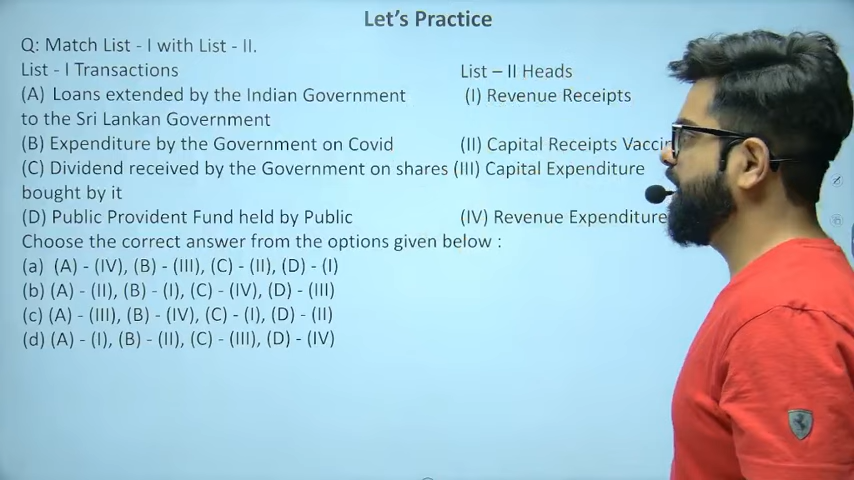 Let's Practice
Q: Match List - I with List - II.
List - I Transactions List – II Heads
(A) Loans extended by the Indian Government (I) Revenue Receipts
to the Sri Lankan Government
(B) Expenditure by the Government on Covid (II) Capital Receipts
(C) Dividend received by the Government on shares (III) Capital Expenditure
bought by it
(D) Public Provident Fund held by Public (IV) Revenue Expenditure
Choose the correct answer from the options given below :
(a) (A) - (IV), (B) - (III), (C) - (II), (D) - (I)
(b) (A) - (II), (B) - (I), (C) - (IV), (D) - (III)
(c) (A) - (III), (B) - (IV), (C) - (I), (D) - (II)
(d) (A) - (I), (B) - (II), (C) - (III), (D) - (IV)